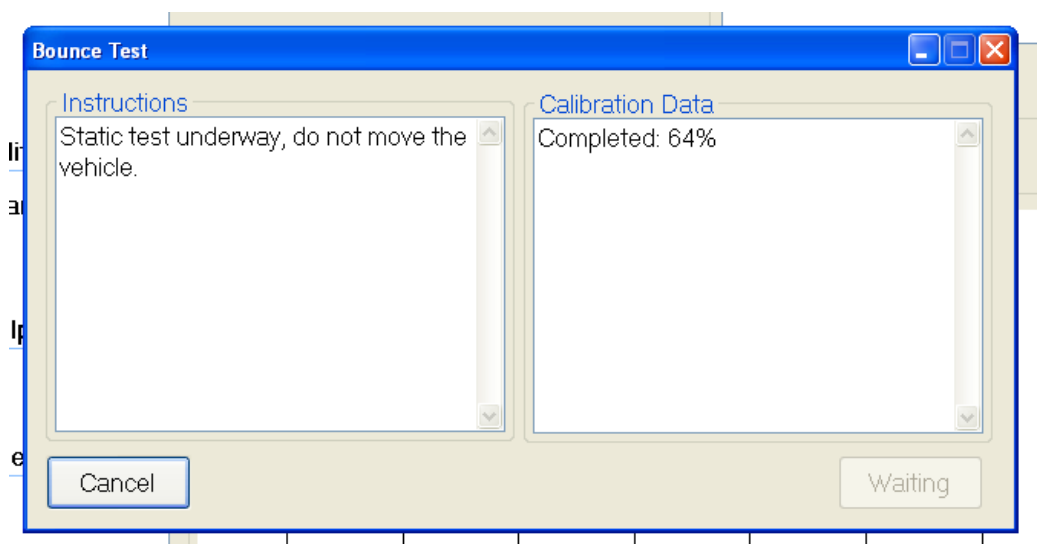 Bounce Test
Instructions
Static test underway, do not move the
vehicle.
Calibration Data
Completed: 64%
Cancel
Waiting